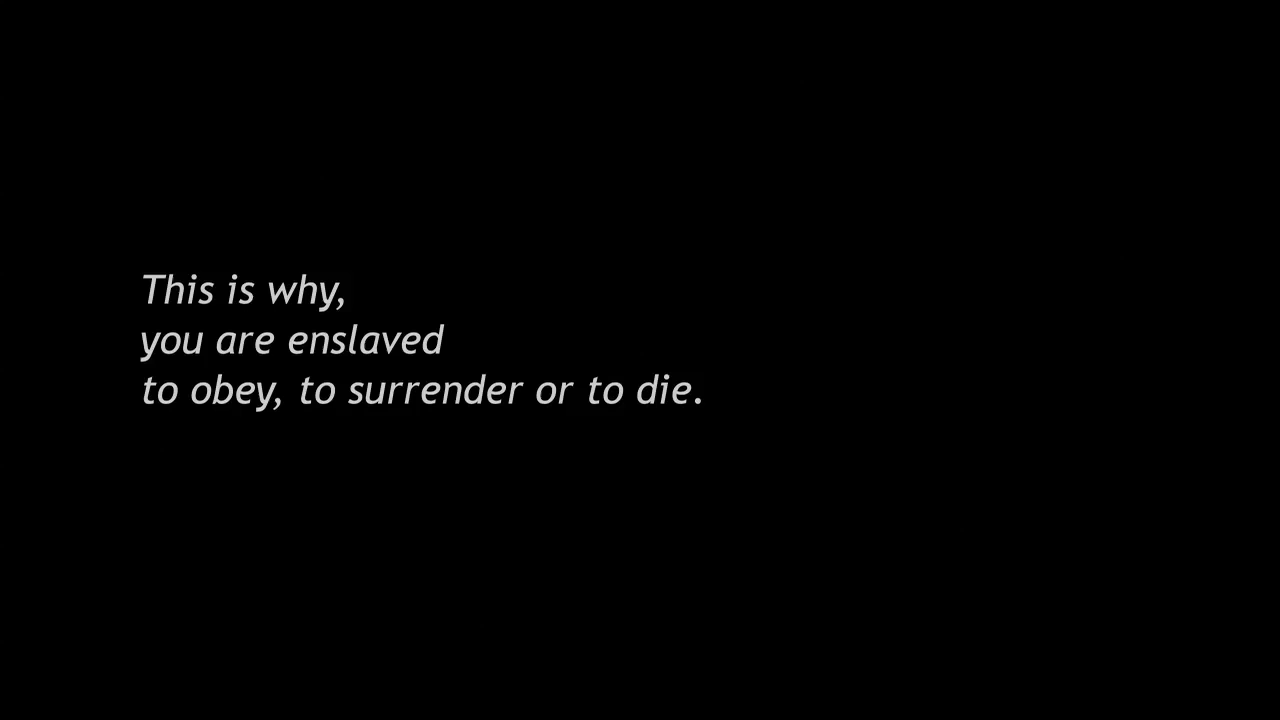 This is why,
you are enslaved
to obey, to surrender or to die.